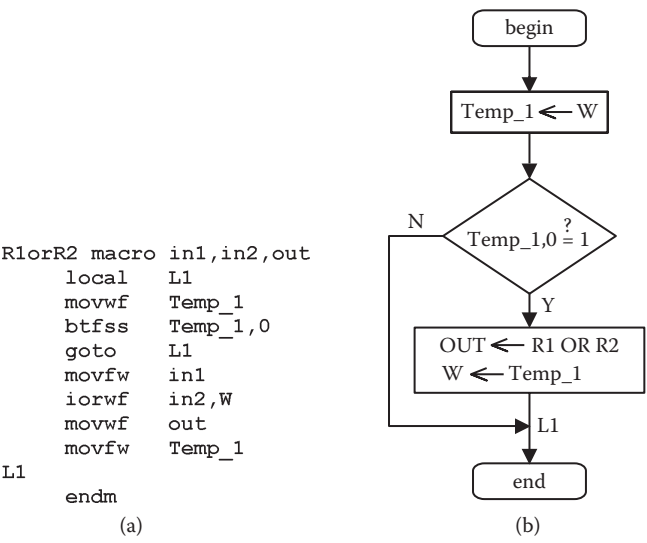 R1orR2 macro in1,in2,out
local L1
movwf Temp_1
btfss Temp_1,0
goto L1
movfw in1
iorwf in2,W
movwf out
movfw Temp_1
L1
endm
(a)
begin
Temp_1 ← W
?
Temp_1,0 = 1
N
Y
OUT ← R1 OR R2
W ← Temp_1
L1
end
(b)